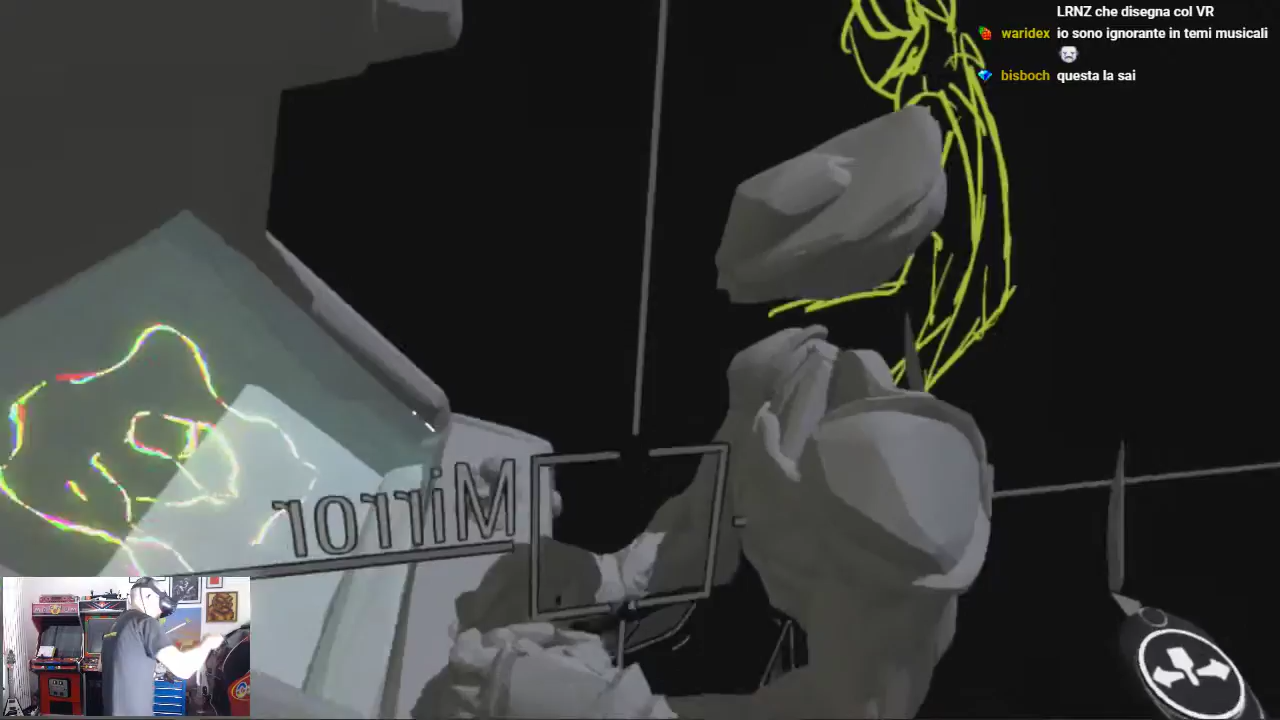 LRNZ che disegna col VR
waridex io sono ignorante in temi musicali
bisboch questa la sai
Mirror